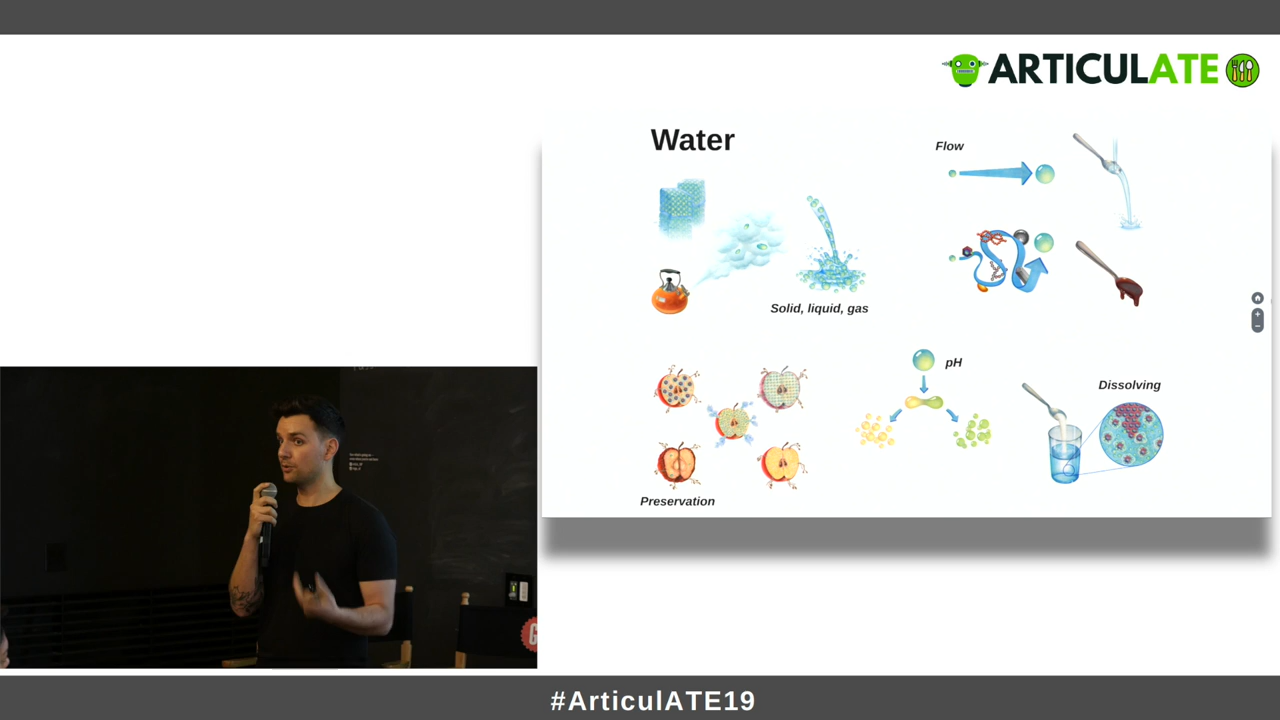 ARTICULATE
Water
Flow
Solid, liquid, gas
pH
Dissolving
Preservation
#ArticulATE19